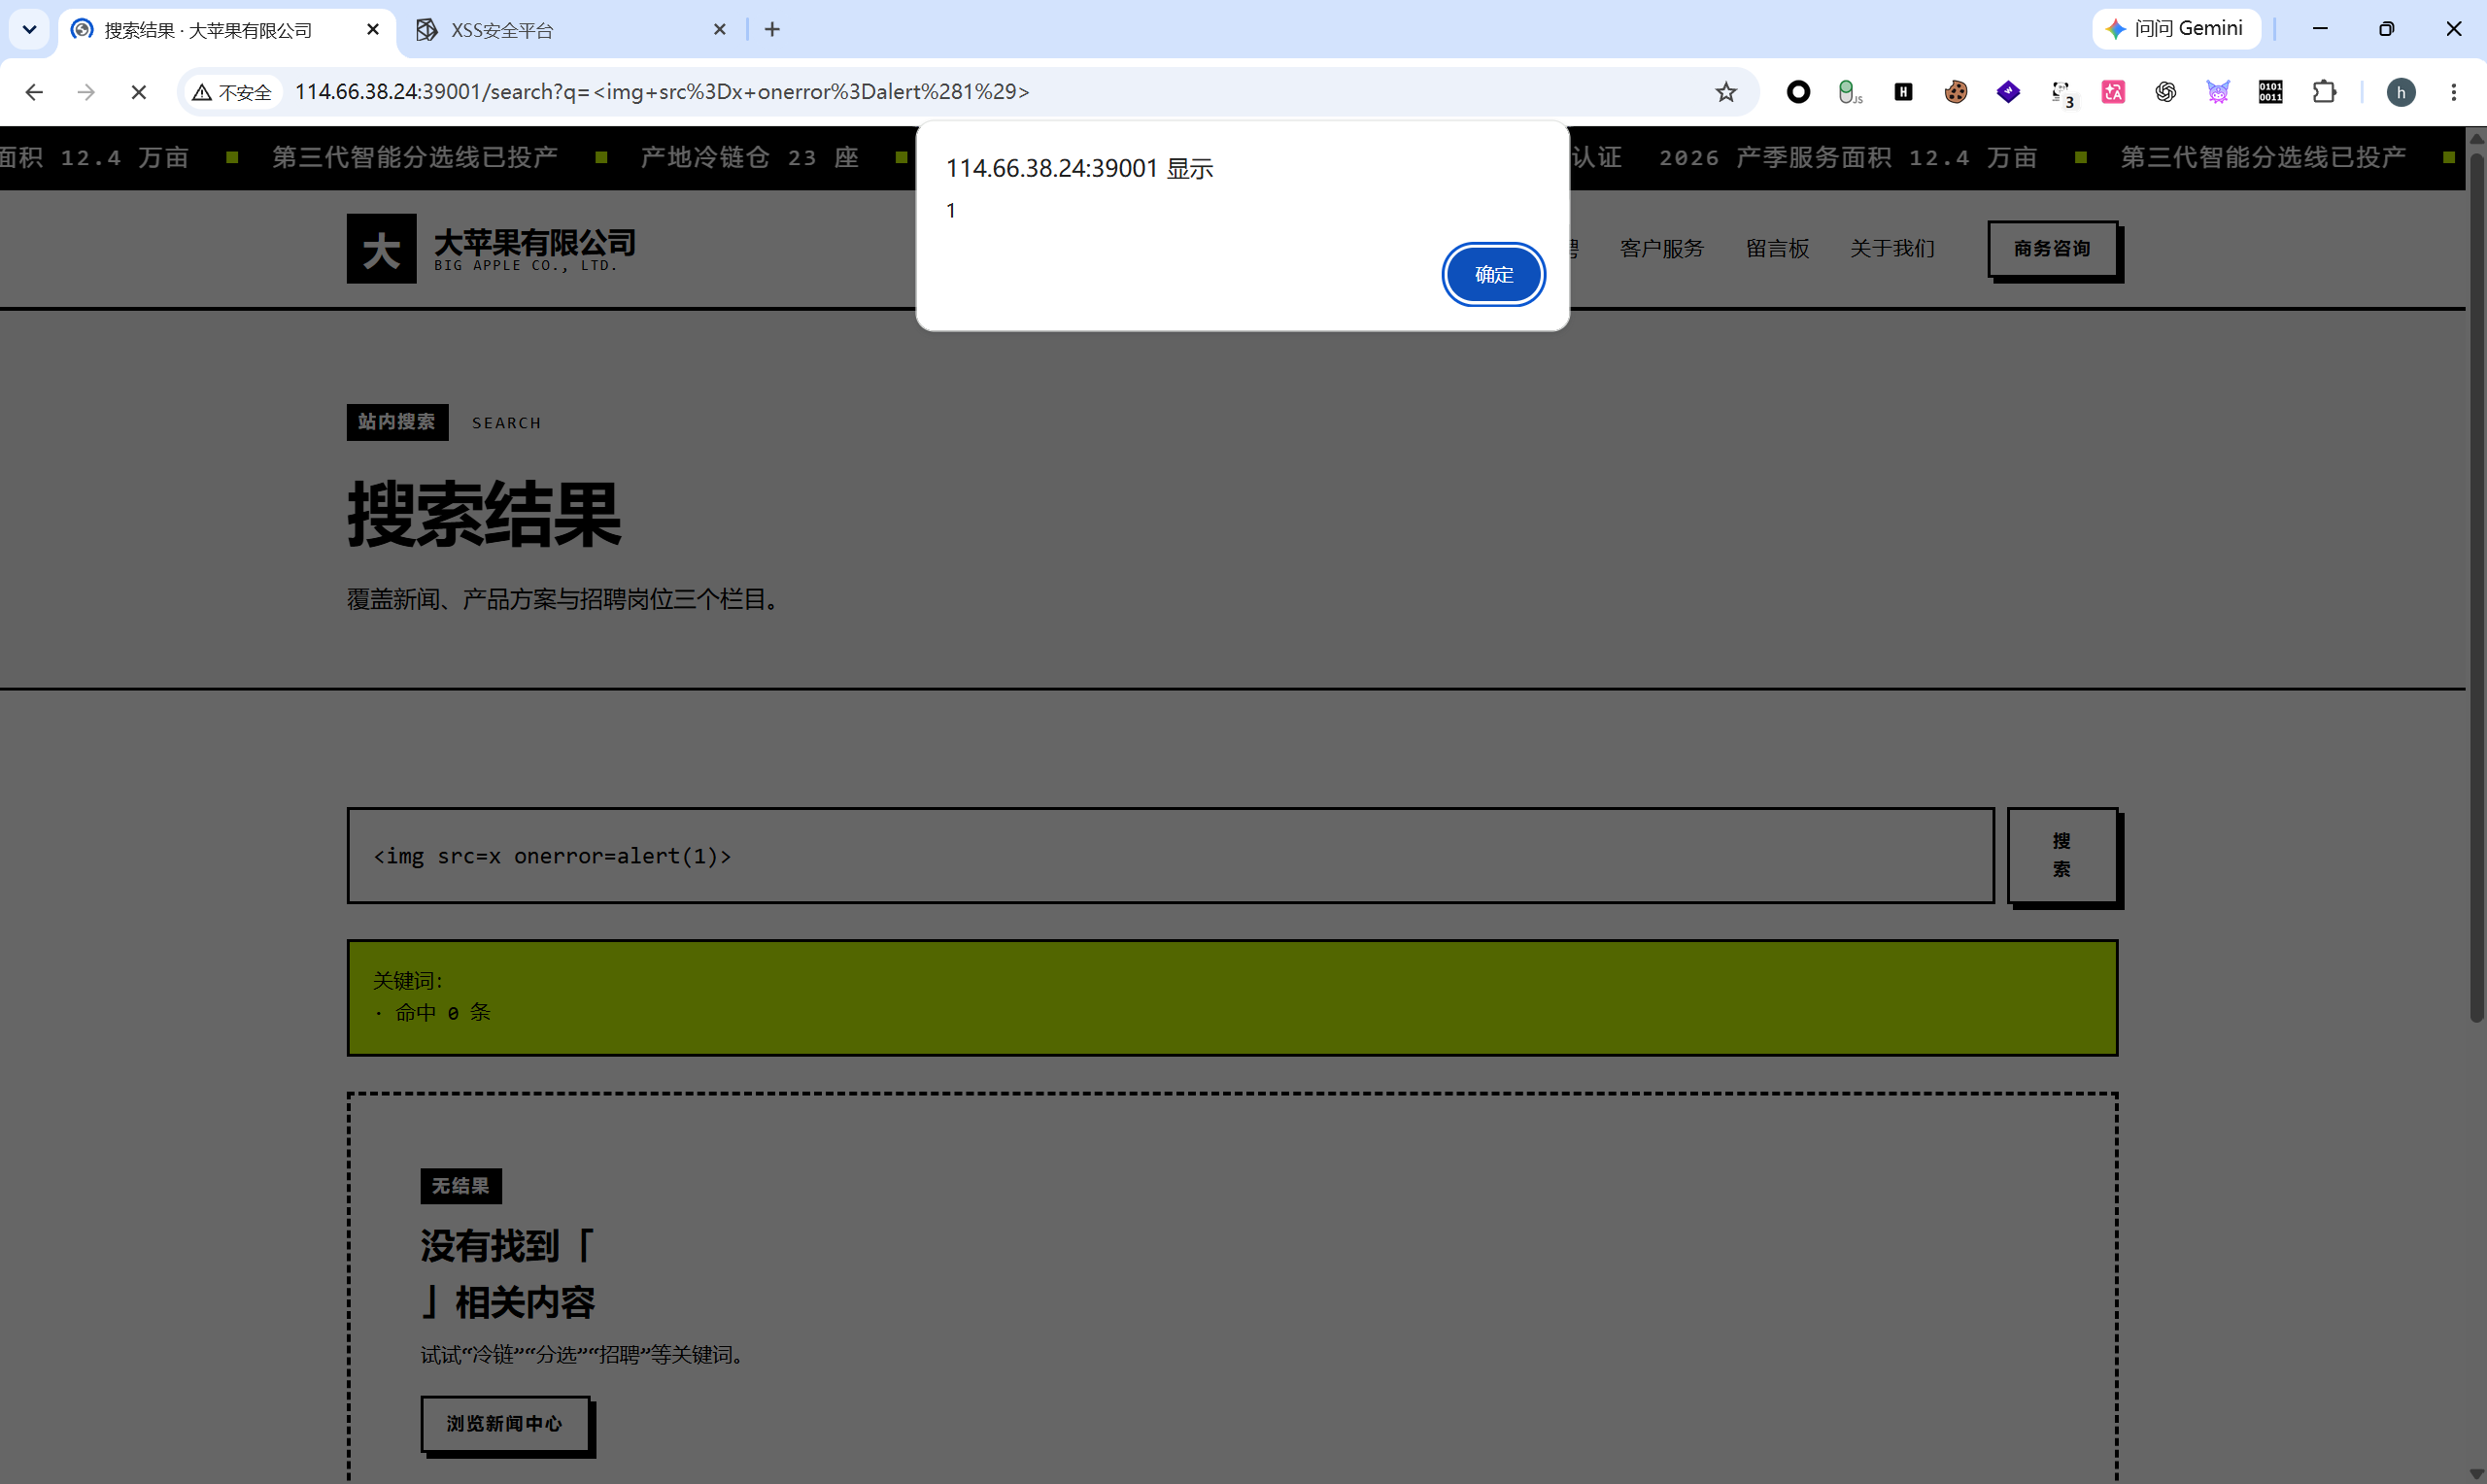 搜索结果 · 大苹果有限公司
XSS安全平台
问问 Gemini
不安全
114.66.38.24:39001/search?q=<img+src%3Dx+onerror%3Dalert%281%29>
H
JS
3
0101
0011
h
面积 12.4 万亩 ■ 第三代智能分选线已投产 ■ 产地冷链仓 23 座 ■
认证 2026 产季服务面积 12.4 万亩 ■ 第三代智能分选线已投产 ■
114.66.38.24:39001 显示
1
确定
大
大苹果有限公司
BIG APPLE CO., LTD.
客户服务
留言板
关于我们
商务咨询
站内搜索
SEARCH
搜索结果
覆盖新闻、产品方案与招聘岗位三个栏目。
<img src=x onerror=alert(1)>
搜
索
关键词:
· 命中 0 条
无结果
没有找到「
」相关内容
试试“冷链”“分选”“招聘”等关键词。
浏览新闻中心